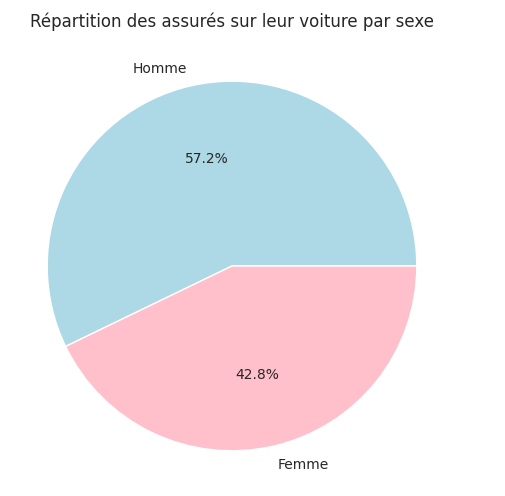 Répartition des assurés sur leur voiture par sexe
Homme
57.2%
42.8%
Femme